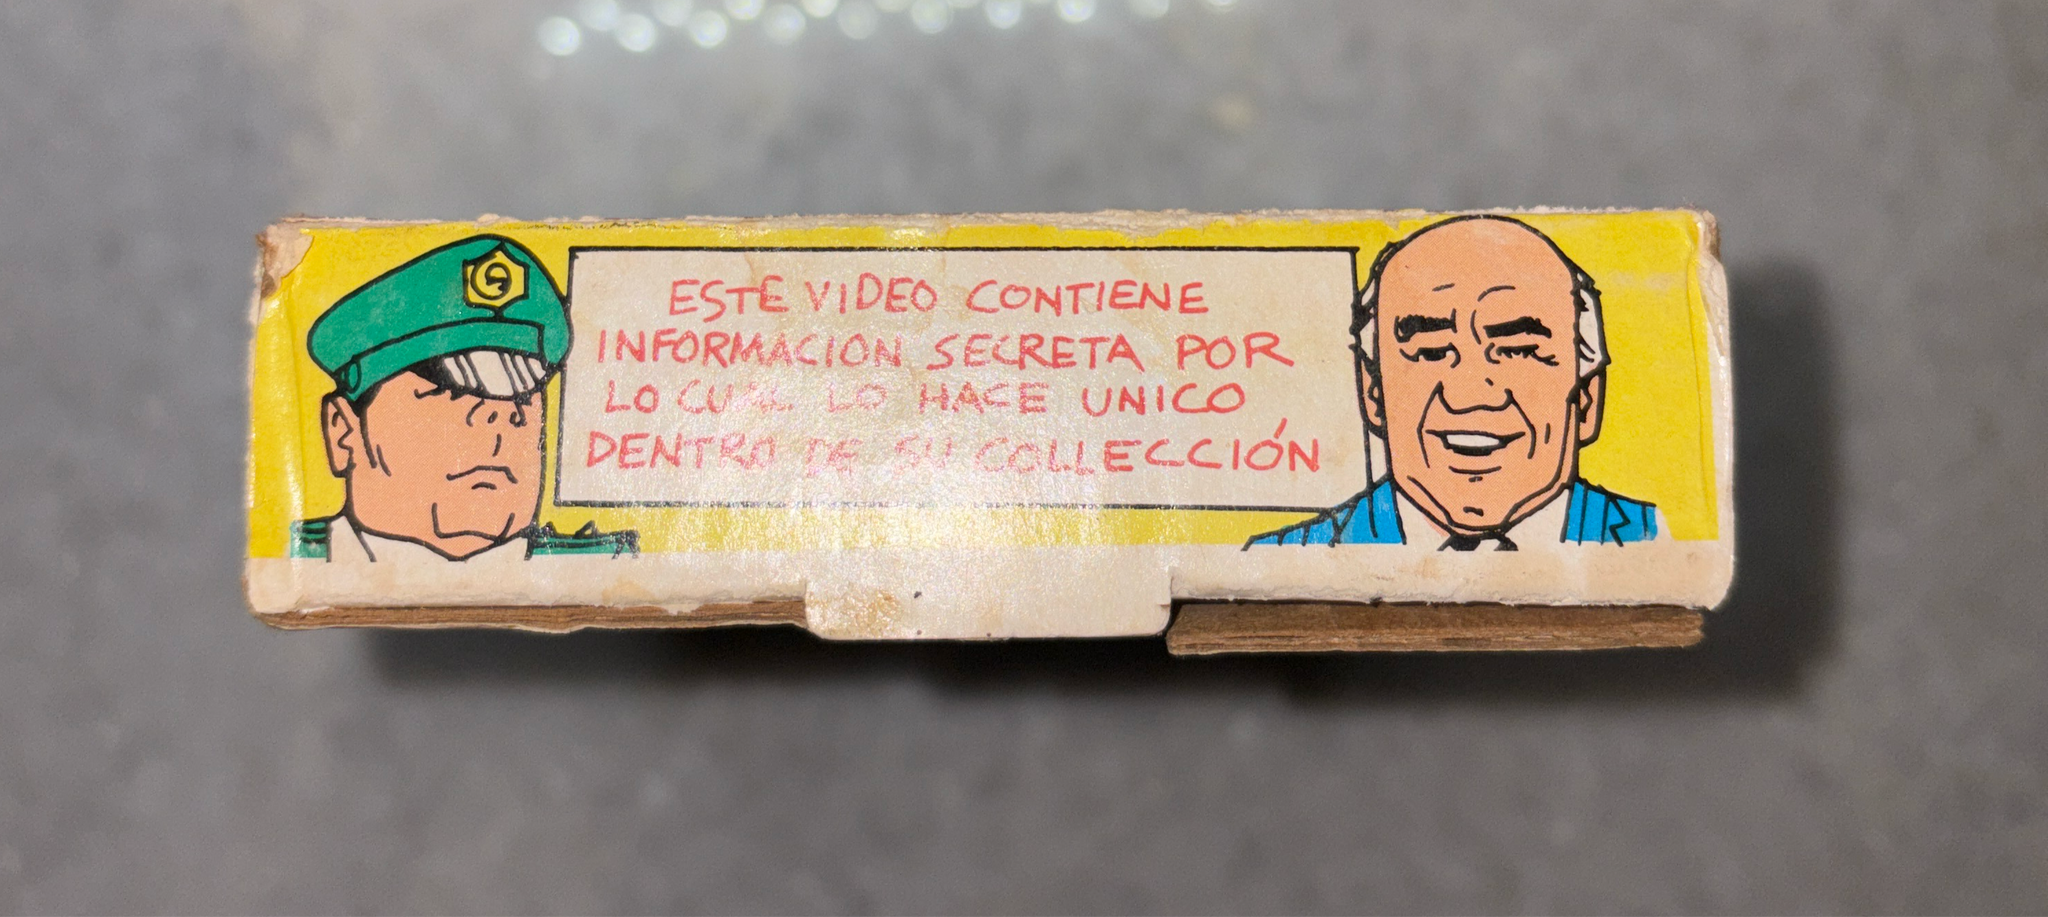 ESTE VIDEO CONTIENE
INFORMACION SECRETA POR
LO CUAL LO HACE UNICO
DENTRO DE SU COLLECCIÓN